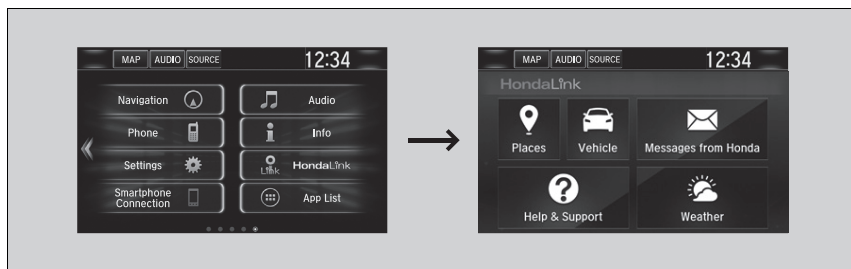 MAP AUDIO SOURCE 12:34
Navigation Audio
Phone Info
Settings Link HondaLink
Smartphone
Connection App List
MAP AUDIO SOURCE 12:34
HondaLink
Places Vehicle Messages from Honda
Help & Support Weather